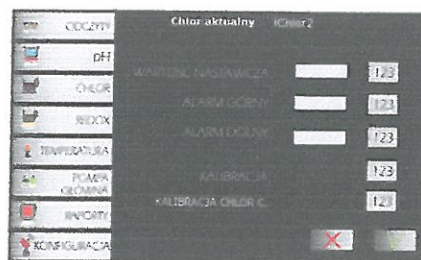 ODCZYTY
pH
CHLOR
REDOX
TEMPERATURA
POMPA
GŁÓWNA
RAPORTY
KONFIGURACJA
Chlor aktualny iChlor2
WARTOŚĆ NASTAWCZA 123
ALARM GÓRNY 123
ALARM DOLNY 123
KALIBRACJA 123
KALIBRACJA CHLOR C. 123